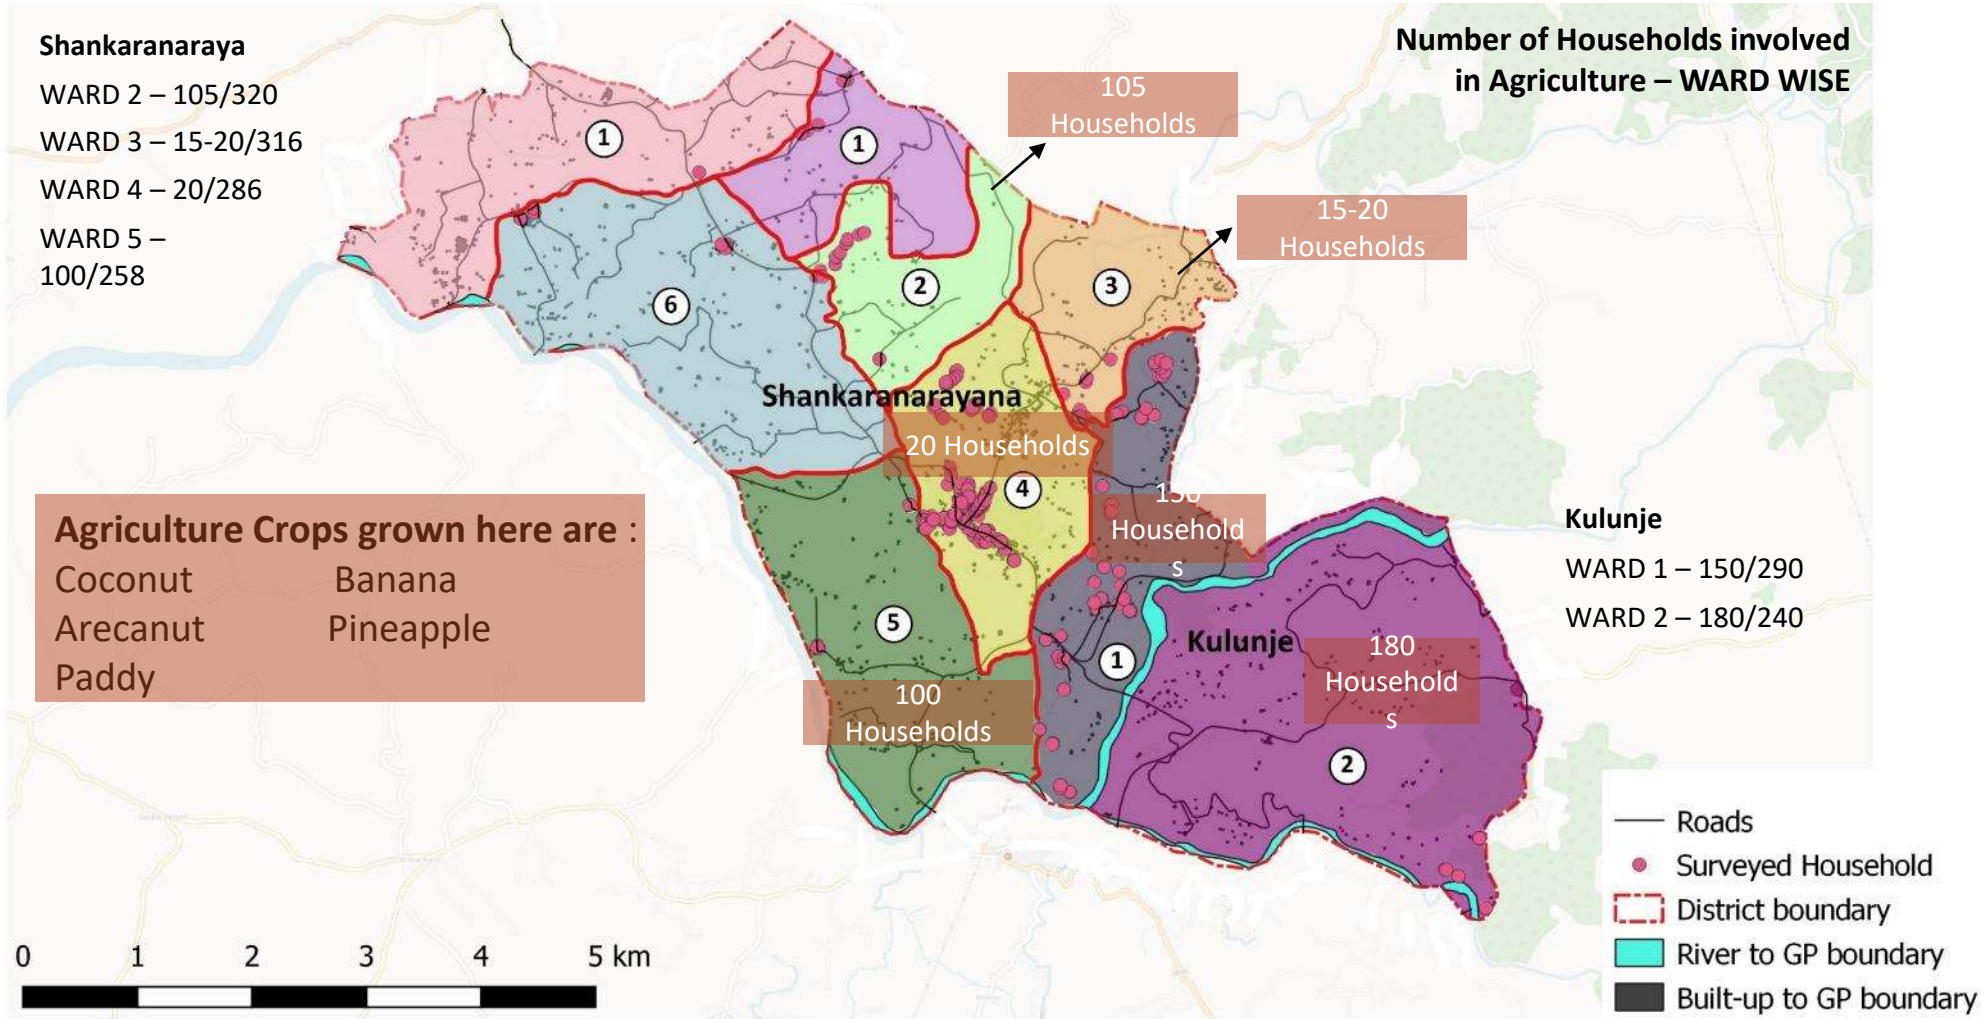 Shankaranaraya
WARD 2 – 105/320
WARD 3 – 15-20/316
WARD 4 – 20/286
WARD 5 –
100/258
Number of Households involved
in Agriculture – WARD WISE
105
Households
15-20
Households
1
1
2
3
6
Shankaranarayana
20 Households
4
150
Household
s
Agriculture Crops grown here are :
Coconut Banana
Arecanut Pineapple
Paddy
Kulunje
WARD 1 – 150/290
WARD 2 – 180/240
5
1
Kulunje
180
Household
s
100
Households
2
Roads
Surveyed Household
District boundary
River to GP boundary
Built-up to GP boundary
0 1 2 3 4 5 km